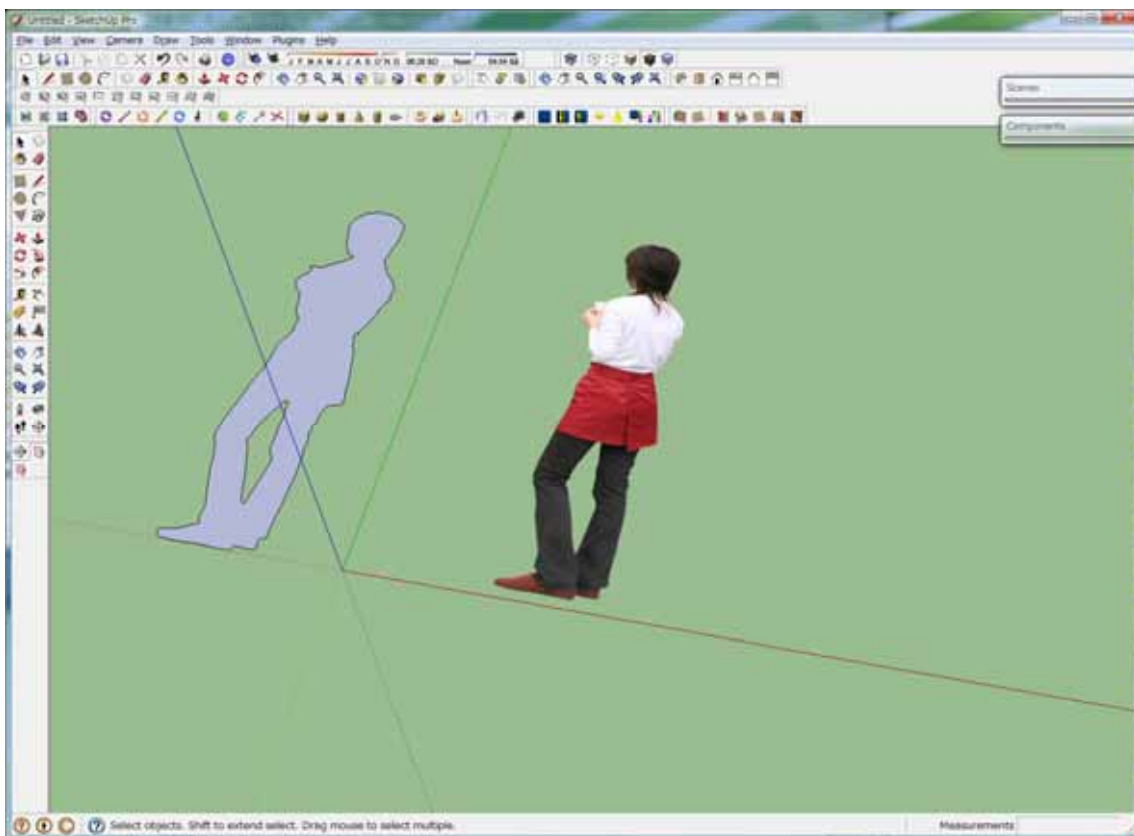 Untitled - SketchUp Pro
File Edit View Camera Draw Tools Window Plugins Help
J F M A M J J A S O N D Noon
Scenes
Components
Select objects. Shift to extend select. Drag mouse to select multiple.
Measurements